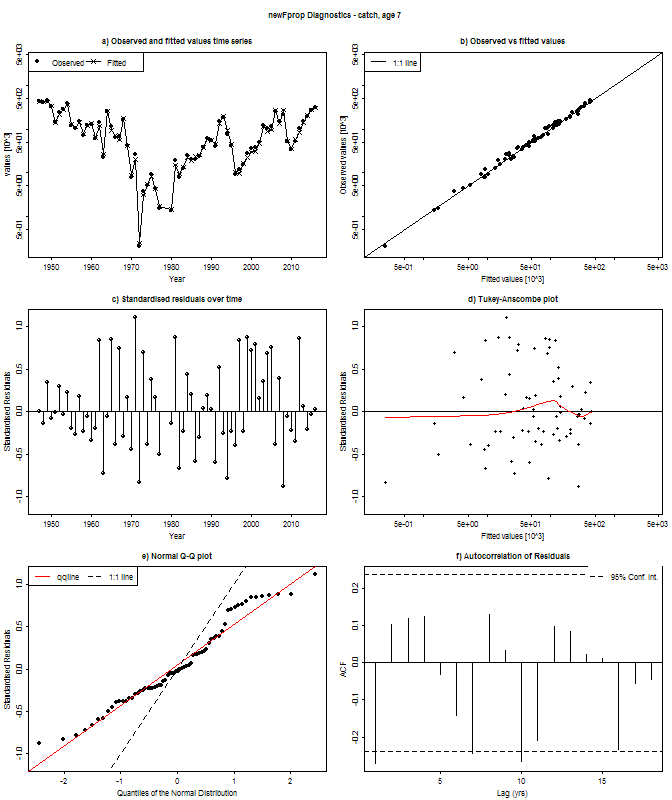 newFprop Diagnostics - catch, age 7
a) Observed and fitted values time series
Observed
Fitted
values [10^3]
5e+03
5e+02
5e+01
5e+00
5e-01
1950 1960 1970 1980 1990 2000 2010
Year
b) Observed vs fitted values
1:1 line
Observed values [10^3]
5e+03
5e+02
5e+01
5e+00
5e-01
5e-01 5e+00 5e+01 5e+02 5e+03
Fitted values [10^3]
c) Standardised residuals over time
Standardised Residuals
1.0
0.5
0.0
-0.5
-1.0
1950 1960 1970 1980 1990 2000 2010
Year
d) Tukey-Anscombe plot
Standardised Residuals
1.0
0.5
0.0
-0.5
-1.0
5e-01 5e+00 5e+01 5e+02 5e+03
Fitted values [10^3]
e) Normal Q-Q plot
qqline
1:1 line
Standardised Residuals
1.0
0.5
0.0
-0.5
-1.0
-2 -1 0 1 2
Quantiles of the Normal Distribution
f) Autocorrelation of Residuals
95% Conf. Int.
ACF
0.2
0.1
0.0
-0.1
-0.2
5 10 15
Lag (yrs)